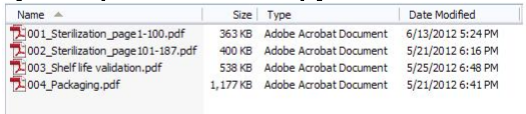 Name Size Type Date Modified
001_Sterilization_page1-100.pdf 363 KB Adobe Acrobat Document 6/13/2012 5:24 PM
002_Sterilization_page101-187.pdf 400 KB Adobe Acrobat Document 5/21/2012 6:16 PM
003_Shelf life validation.pdf 538 KB Adobe Acrobat Document 5/25/2012 6:48 PM
004_Packaging.pdf 1,177 KB Adobe Acrobat Document 5/21/2012 6:41 PM